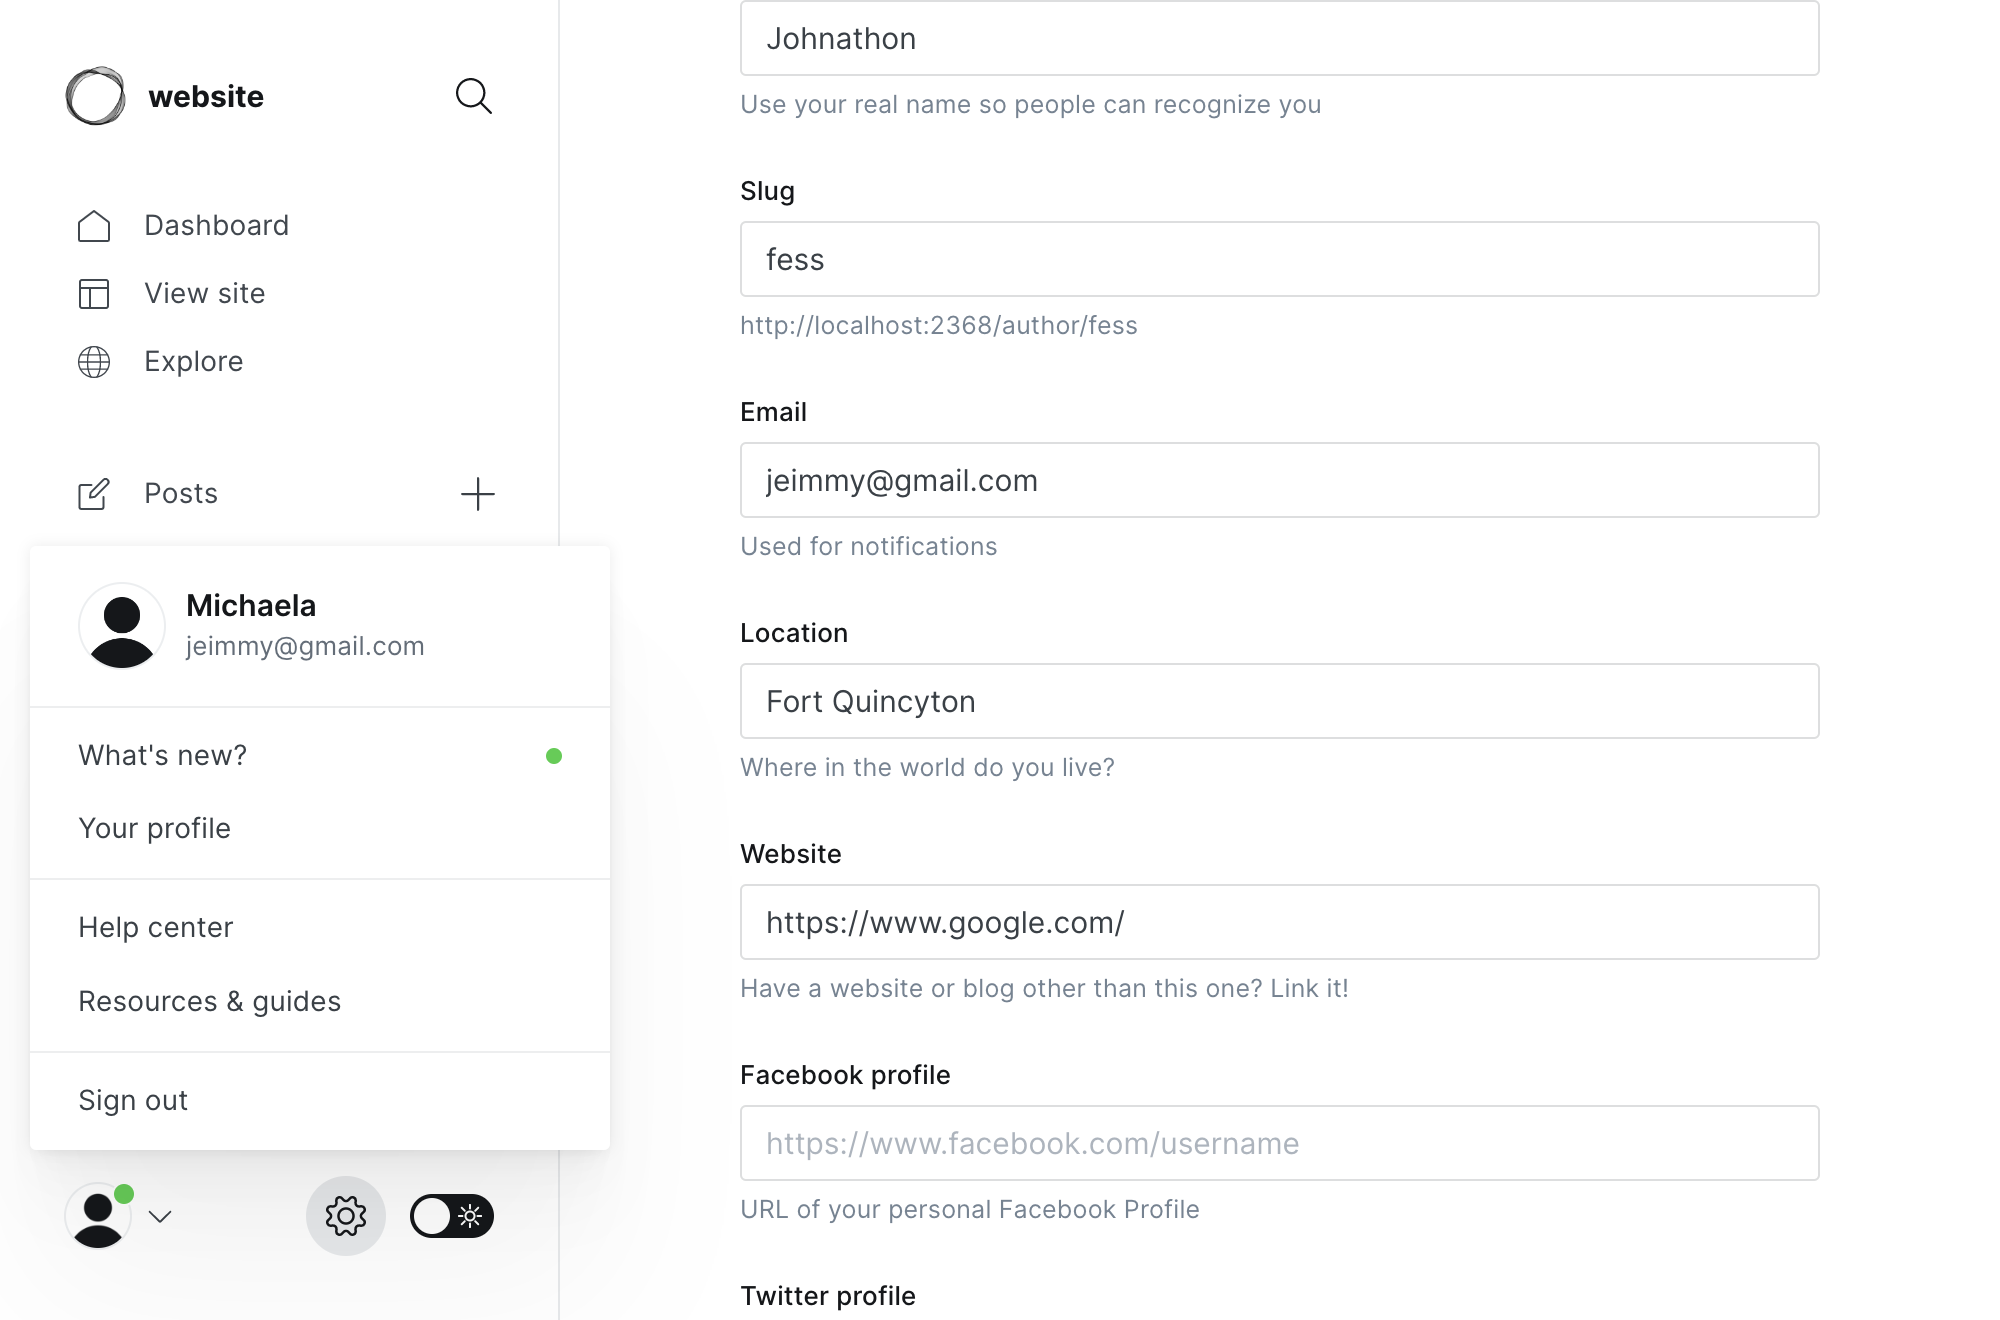 website
Dashboard
View site
Explore
Posts
Michaela
jeimmy@gmail.com
What's new?
Your profile
Help center
Resources & guides
Sign out
Johnathon
Use your real name so people can recognize you
Slug
fess
http://localhost:2368/author/fess
Email
jeimmy@gmail.com
Used for notifications
Location
Fort Quincyton
Where in the world do you live?
Website
https://www.google.com/
Have a website or blog other than this one? Link it!
Facebook profile
https://www.facebook.com/username
URL of your personal Facebook Profile
Twitter profile